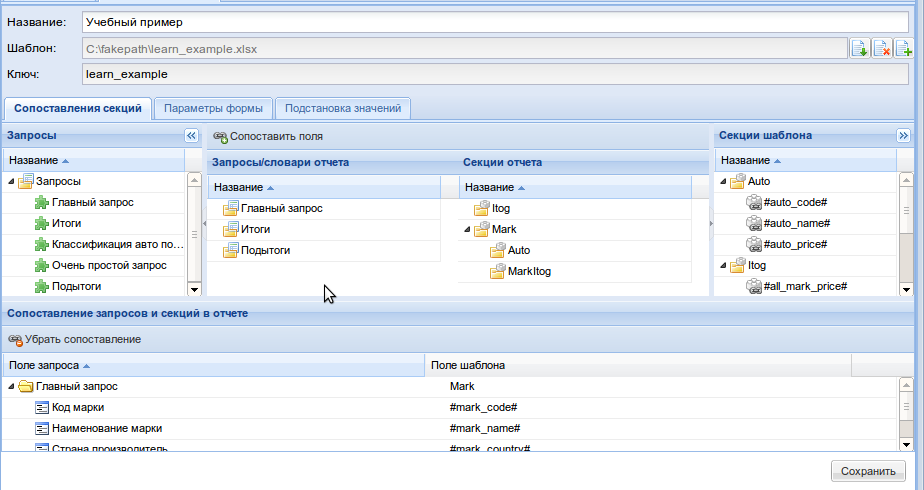 Название: Учебный пример
Шаблон: C:\fakepath\learn_example.xlsx
Ключ: learn_example
Сопоставления секций Параметры формы Подстановка значений
Запросы
Название
Запросы
Главный запрос
Итоги
Классификация авто по...
Очень простой запрос
Подытоги
Сопоставить поля
Запросы/словари отчета
Название
Главный запрос
Итоги
Подытоги
Секции отчета
Название
Itog
Mark
Auto
MarkItog
Секции шаблона
Название
Auto
#auto_code#
#auto_name#
#auto_price#
Itog
#all_mark_price#
Сопоставление запросов и секций в отчете
Убрать сопоставление
Поле запроса Поле шаблона
Главный запрос Mark
Код марки #mark_code#
Наименование марки #mark_name#
Страна производитель #mark_country#
Сохранить